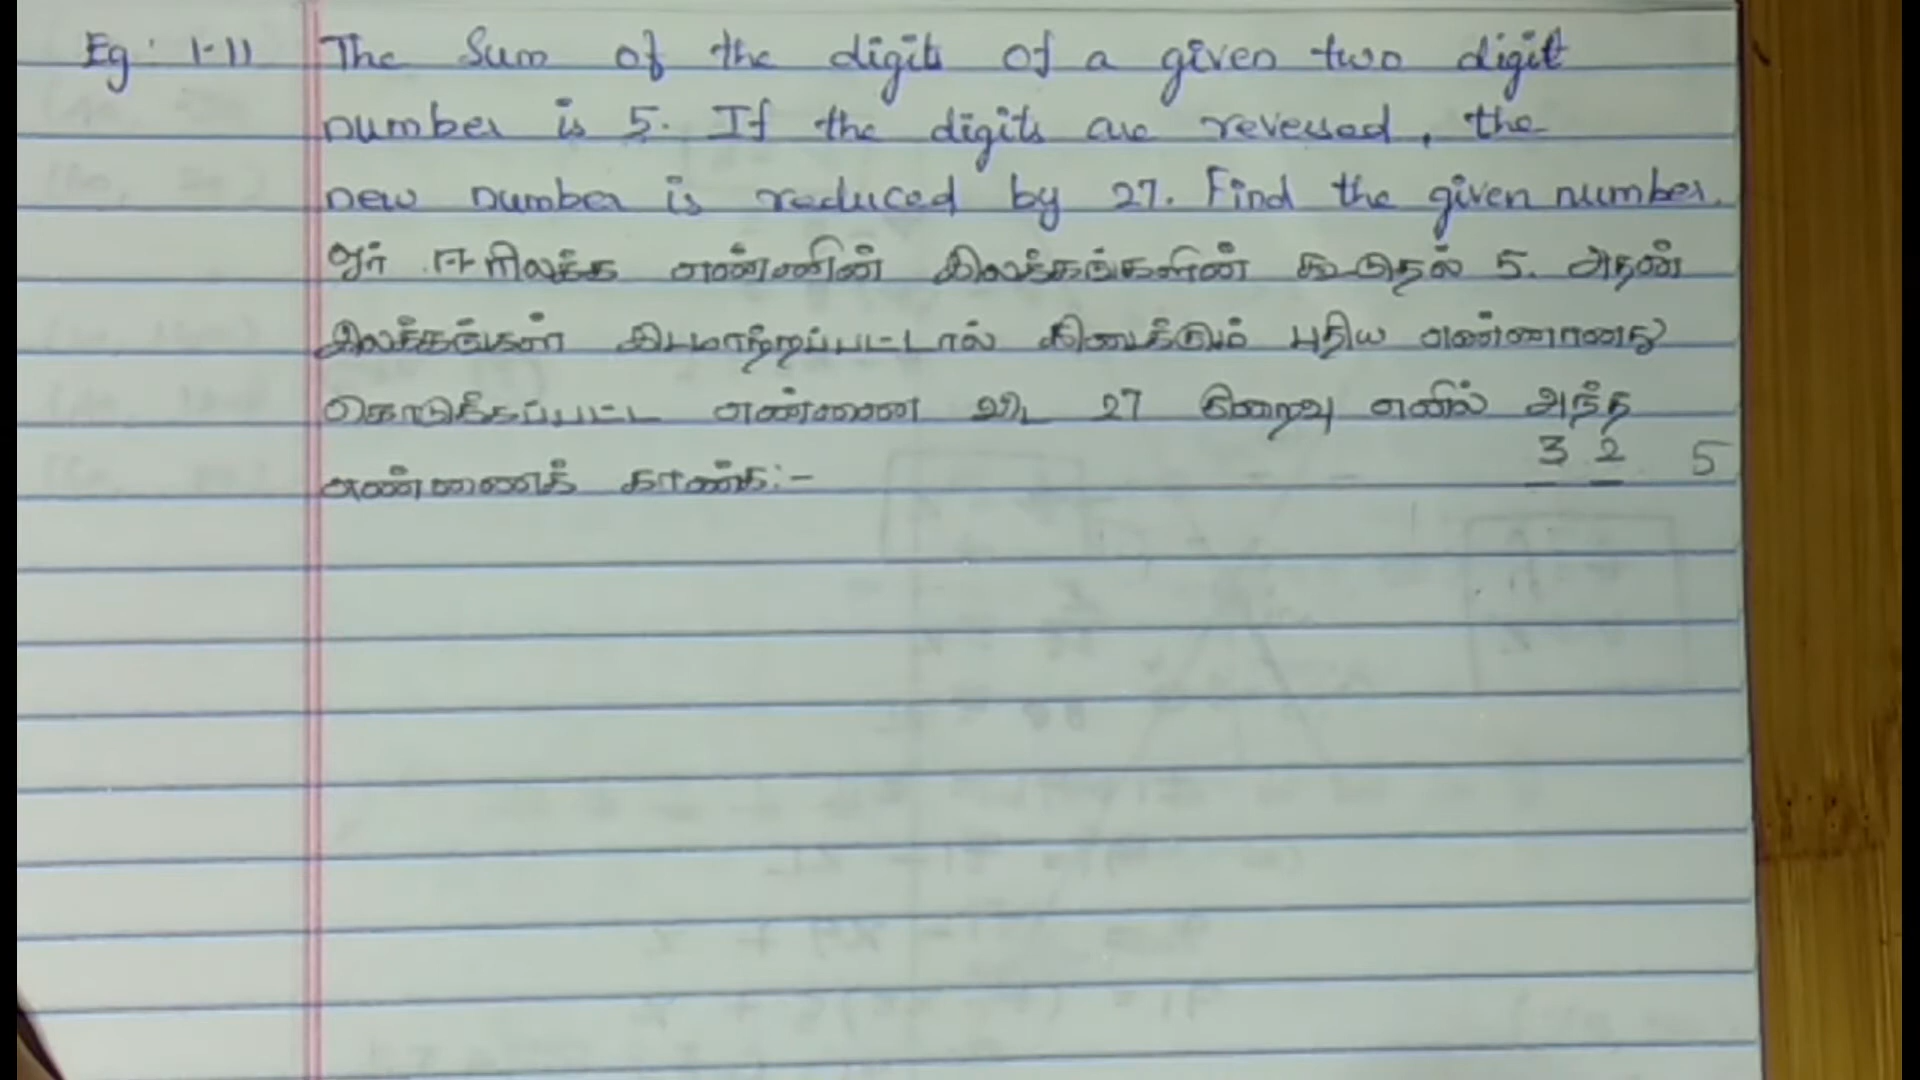 Eg: 1.11 The Sum of the digits of a given two digit
number is 5. If the digits are reversed, the
new number is reduced by 27. Find the given number.
ஓர் ஈரிலக்க எண்ணின் இலக்கங்களின் கூடுதல் 5. அதன்
இலக்கங்கள் இடமாற்றப்பட்டால் கிடைக்கும் புதிய எண்ணானது
கொடுக்கப்பட்ட எண்ணை விட 27 குறைவு எனில் அந்த
எண்ணைக் காண்க:-
3 2 5